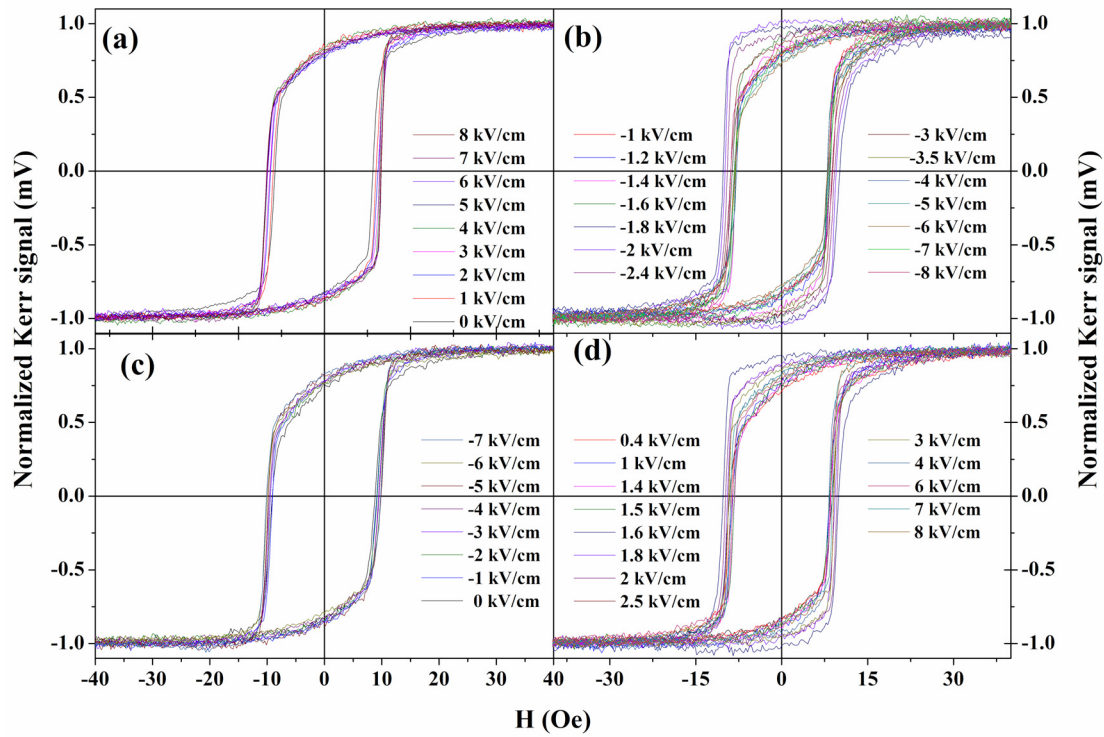 (a)
8 kV/cm
7 kV/cm
6 kV/cm
5 kV/cm
4 kV/cm
3 kV/cm
2 kV/cm
1 kV/cm
0 kV/cm
(b)
-1 kV/cm
-1.2 kV/cm
-1.4 kV/cm
-1.6 kV/cm
-1.8 kV/cm
-2 kV/cm
-2.4 kV/cm
-3 kV/cm
-3.5 kV/cm
-4 kV/cm
-5 kV/cm
-6 kV/cm
-7 kV/cm
-8 kV/cm
1.0
0.5
0.0
-0.5
-1.0
1.0
0.5
0.0
-0.5
-1.0
Normalized Kerr signal (mV)
Normalized Kerr signal (mV)
(c)
-7 kV/cm
-6 kV/cm
-5 kV/cm
-4 kV/cm
-3 kV/cm
-2 kV/cm
-1 kV/cm
0 kV/cm
(d)
0.4 kV/cm
1 kV/cm
1.4 kV/cm
1.5 kV/cm
1.6 kV/cm
1.8 kV/cm
2 kV/cm
2.5 kV/cm
3 kV/cm
4 kV/cm
6 kV/cm
7 kV/cm
8 kV/cm
1.0
0.5
0.0
-0.5
-1.0
1.0
0.5
0.0
-0.5
-1.0
-40 -30 -20 -10 0 10 20 30 40
-30 -15 0 15 30
H (Oe)